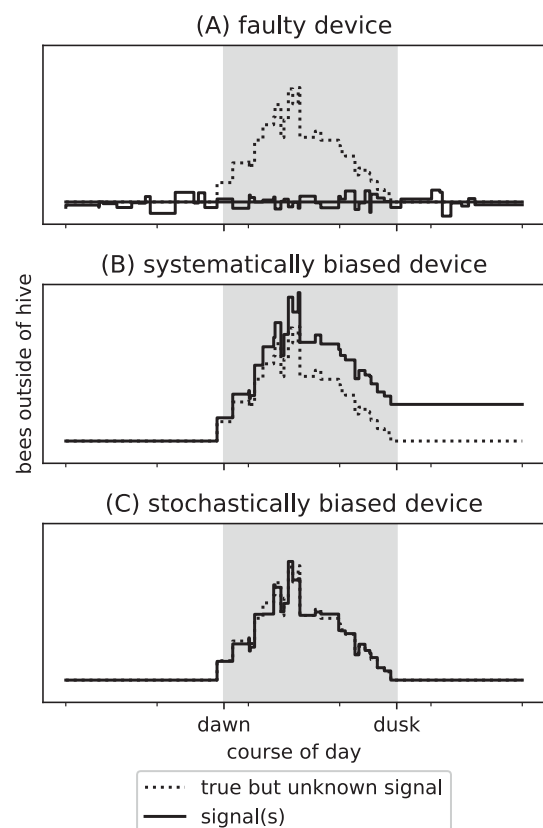 (A) faulty device
(B) systematically biased device
bees outside of hive
(C) stochastically biased device
dawn dusk
course of day
true but unknown signal
signal(s)